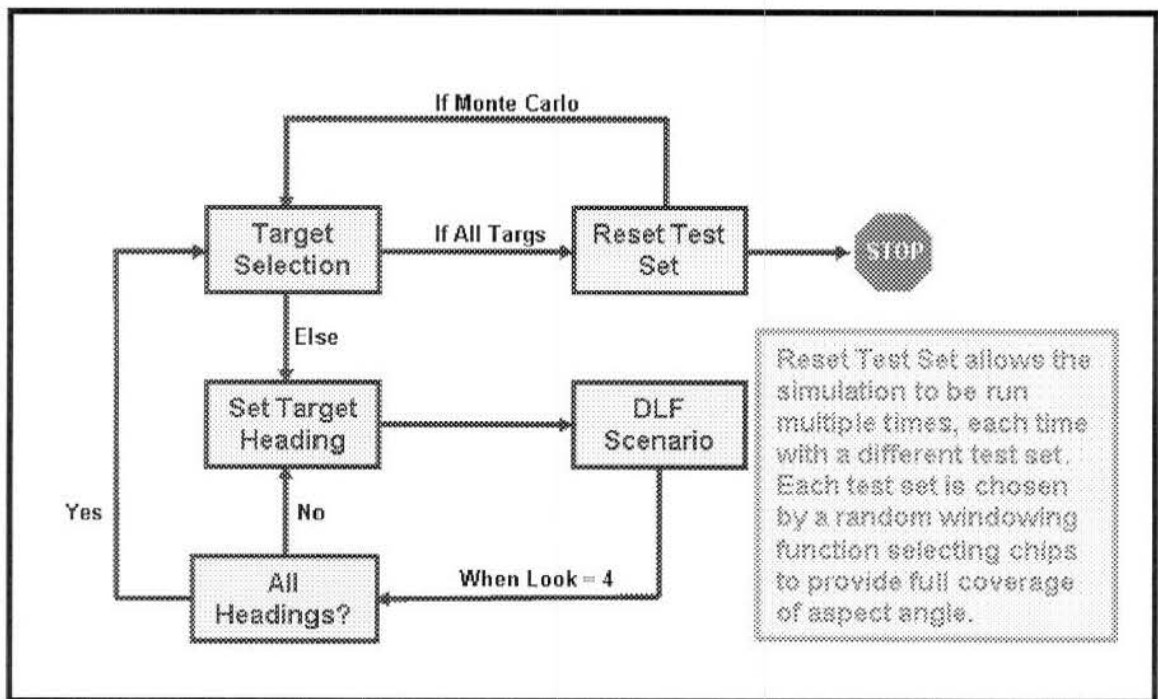 If Monte Carlo
Target
Selection
If All Targs
Reset Test
Set
STOP
Else
Set Target
Heading
DLF
Scenario
Yes
No
All
Headings?
When Look = 4
Reset Test Set allows the
simulation to be run
multiple times, each time
with a different test set.
Each test set is chosen
by a random windowing
function selecting chips
to provide full coverage
of aspect angle.